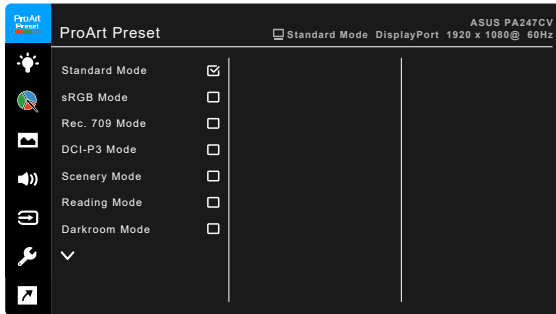 ProArt
Preset
ProArt Preset
ASUS PA247CV
Standard Mode DisplayPort 1920 x 1080@ 60Hz
Standard Mode
sRGB Mode
Rec. 709 Mode
DCI-P3 Mode
Scenery Mode
Reading Mode
Darkroom Mode